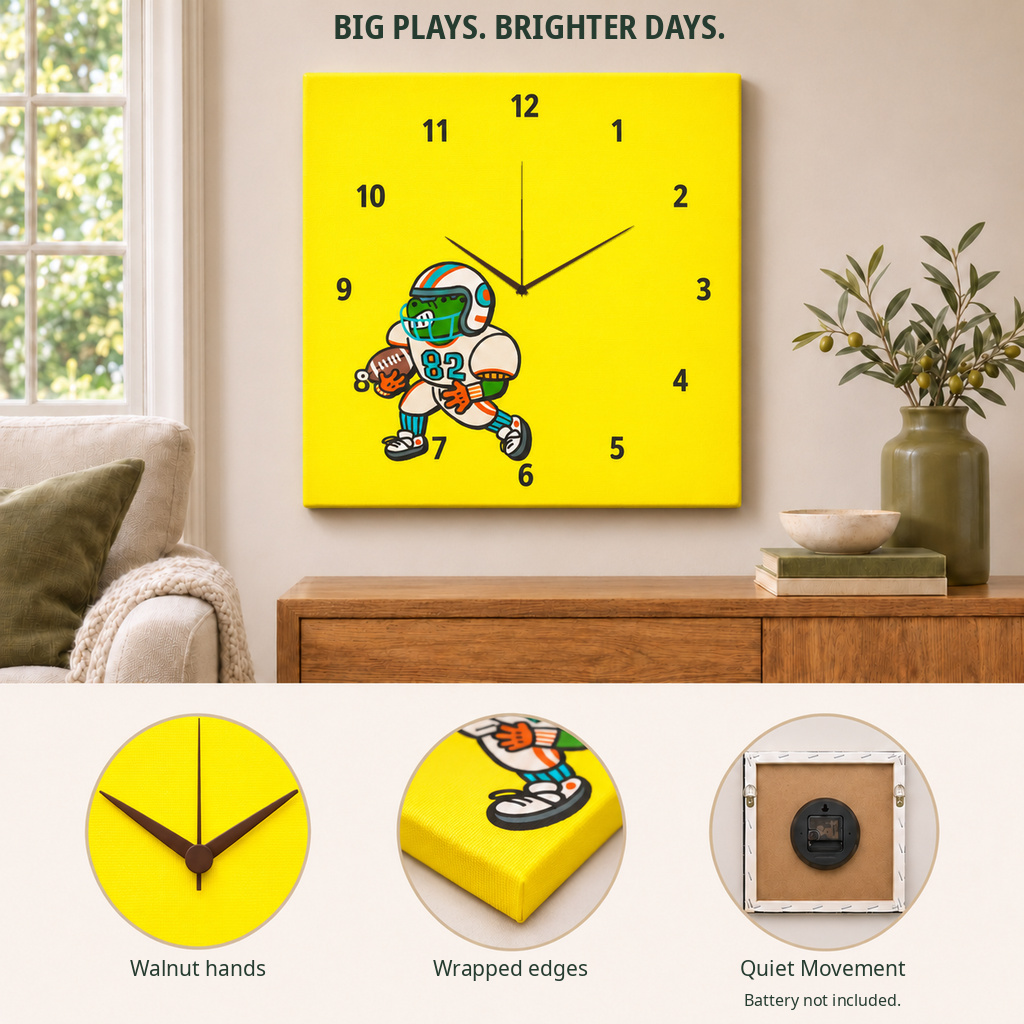 BIG PLAYS. BRIGHTER DAYS.
12
11
1
10
2
9
3
82
8
4
7
5
6
Walnut hands
Wrapped edges
Quiet Movement
Battery not included.